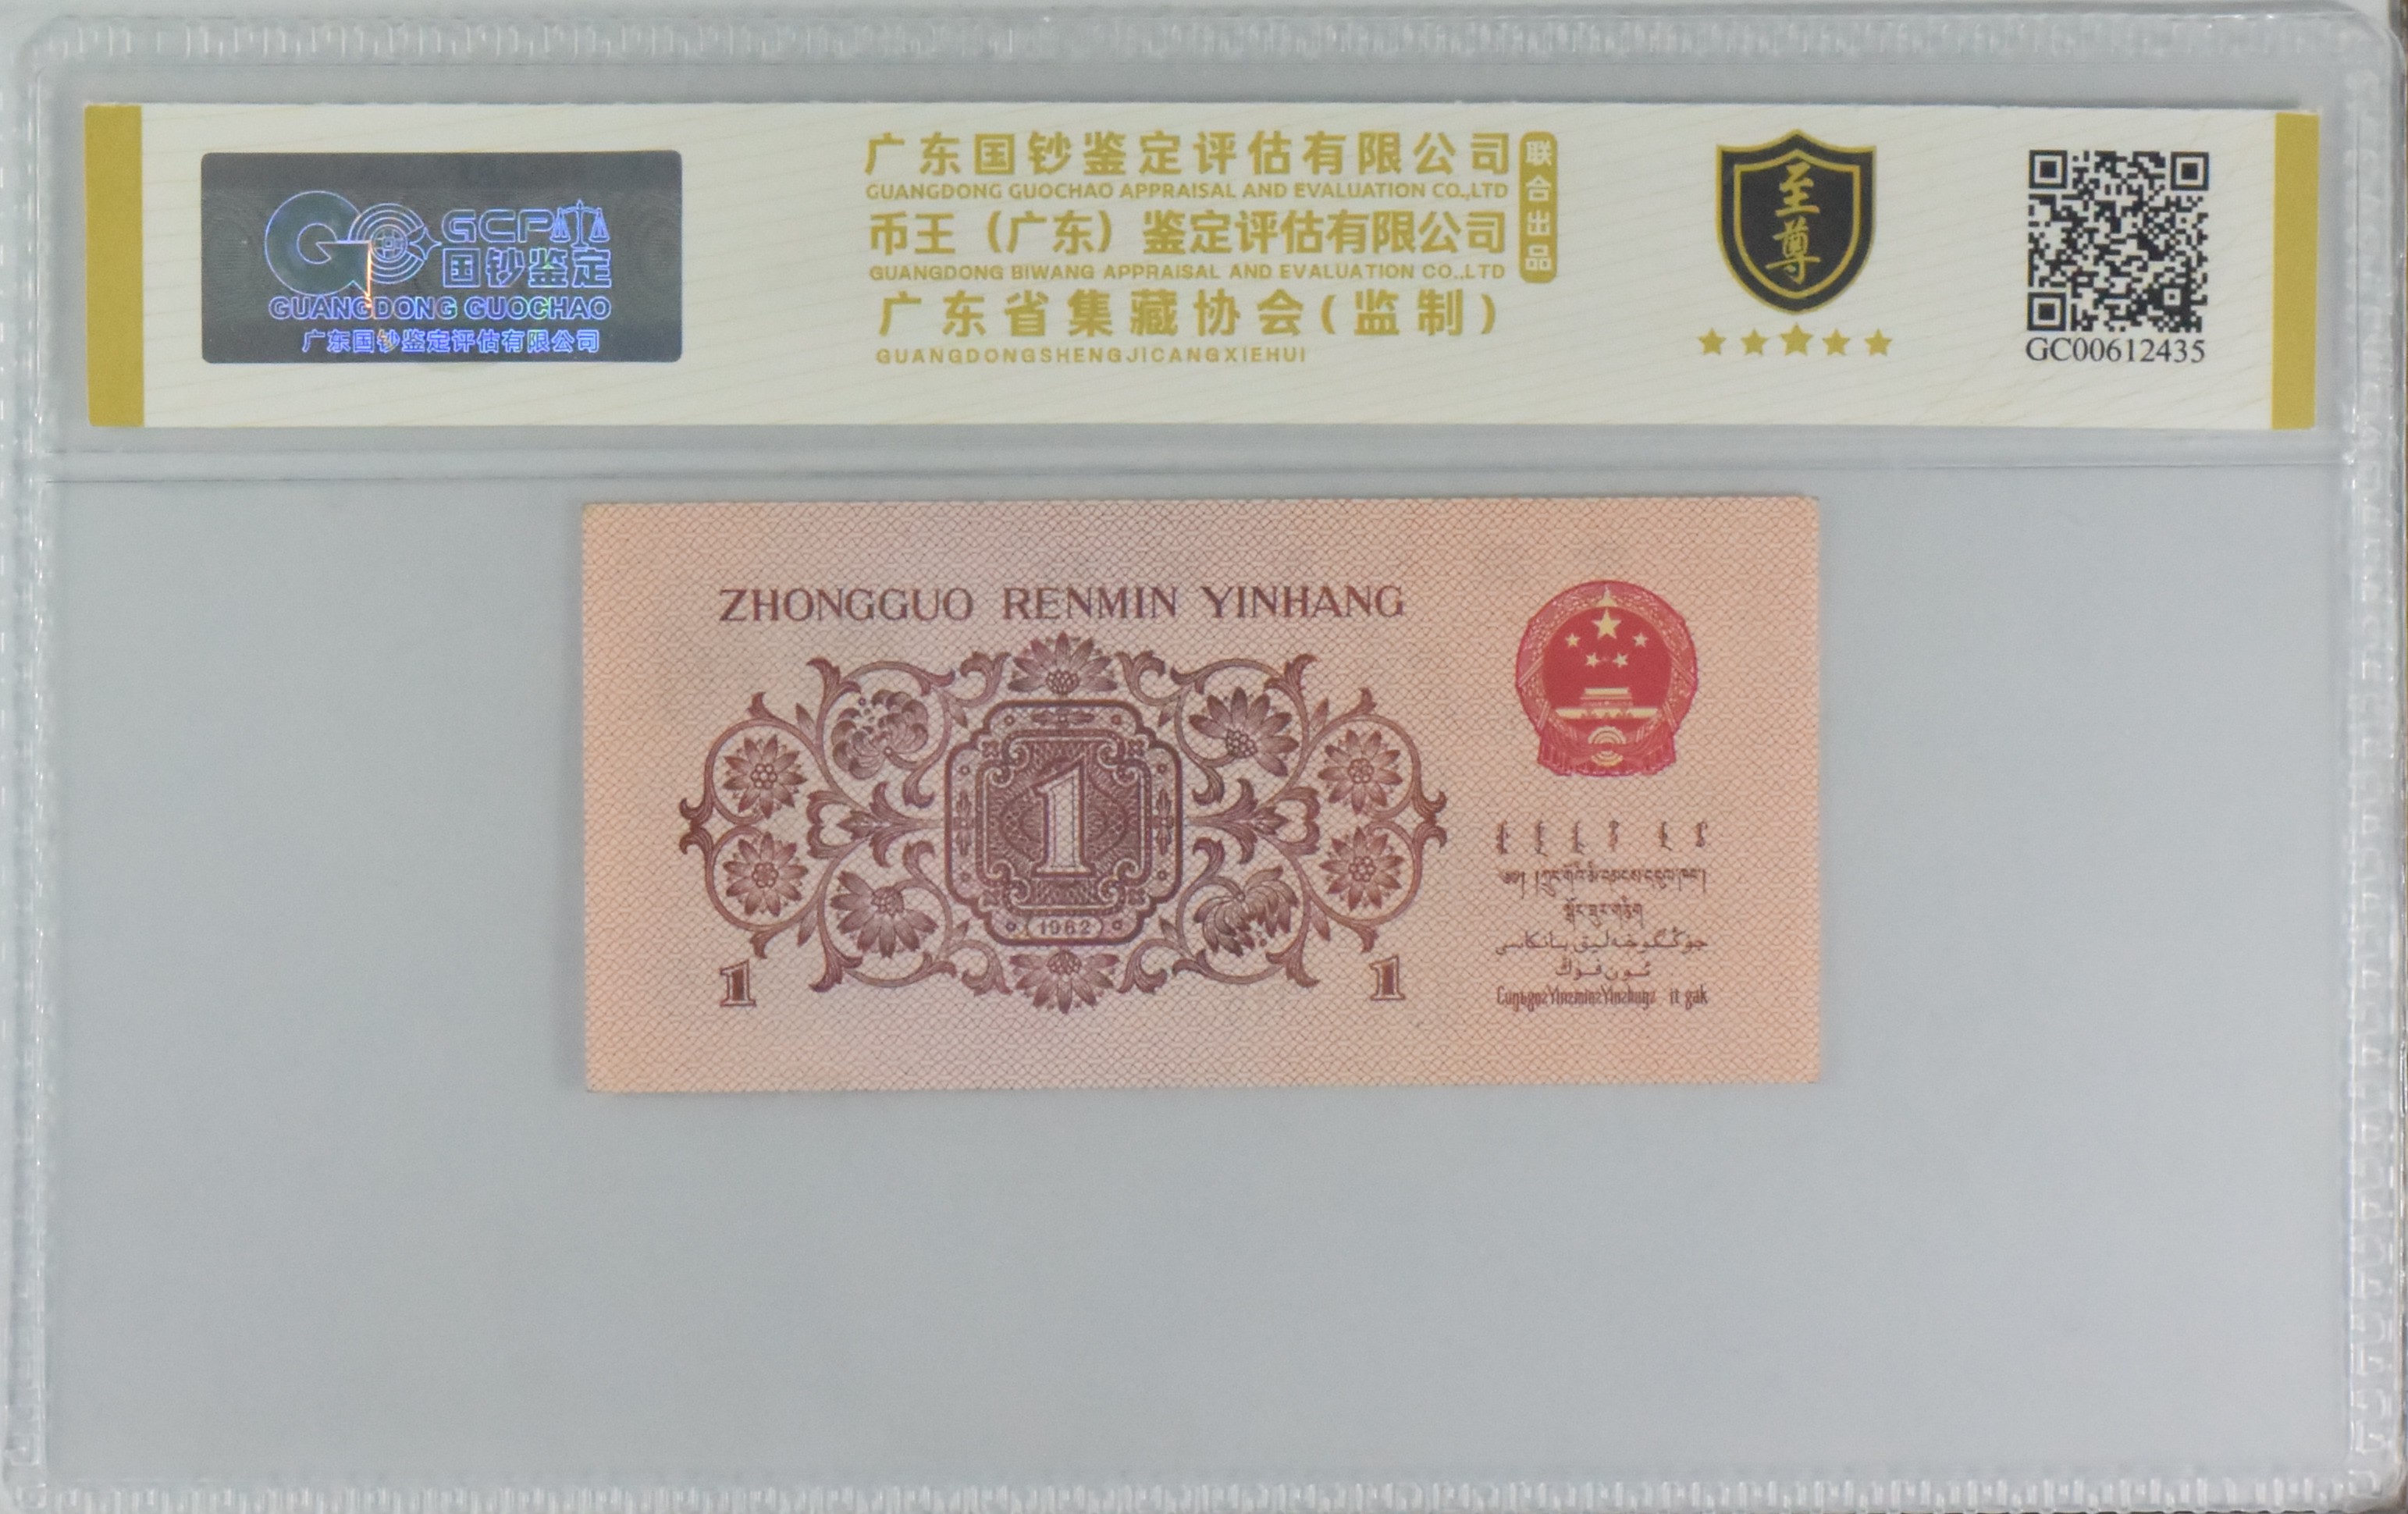 GCP
国钞鉴定
GUANGDONG GUOCHAO
广东国钞鉴定评估有限公司
广东国钞鉴定评估有限公司
GUANGDONG GUOCHAO APPRAISAL AND EVALUATION CO.,LTD
币王（广东）鉴定评估有限公司
GUANGDONG BIWANG APPRAISAL AND EVALUATION CO.,LTD
联合出品
广东省集藏协会(监制)
GUANGDONGSHENGJICANGXIEHUI
至尊
GC00612435
ZHONGGUO RENMIN YINHANG
1
1962
1
1